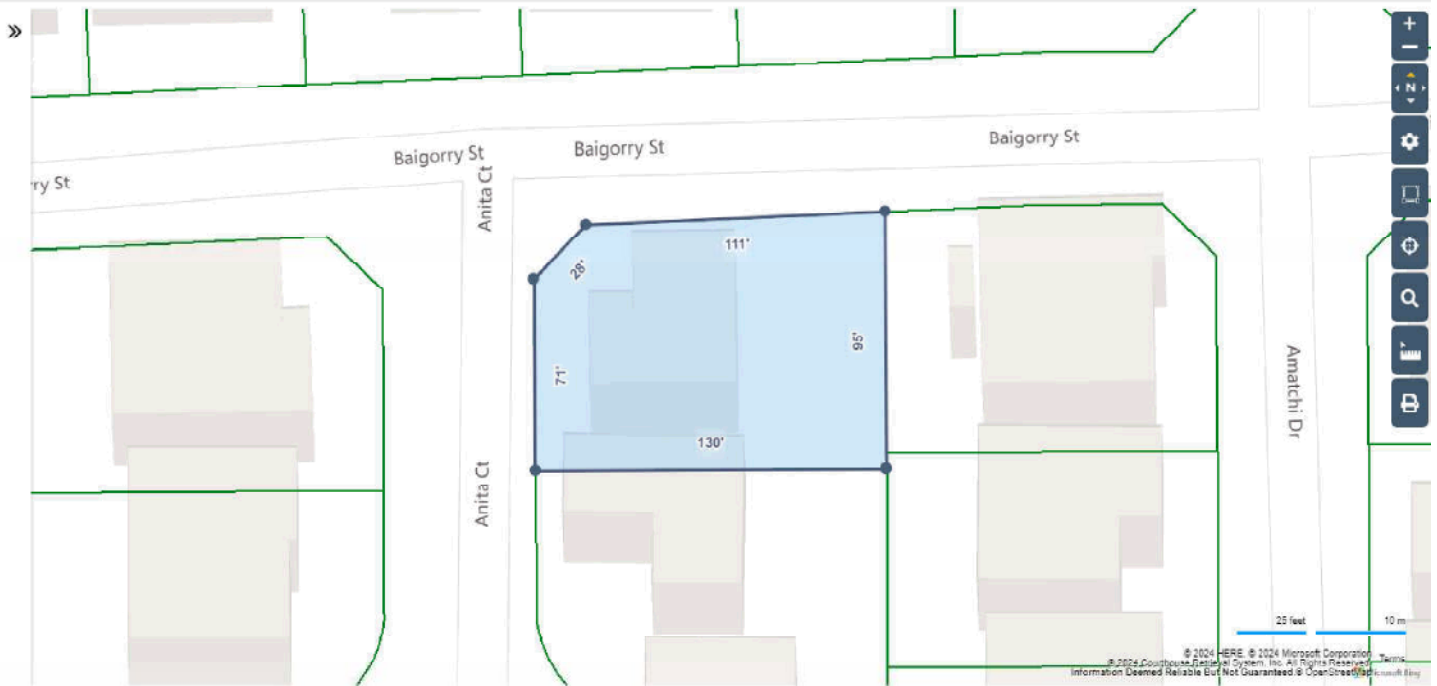 »
+
−
N
Baigorry St
Baigorry St
Baigorry St
ry St
Anita Ct
111'
28'
95'
71'
130'
Anita Ct
Amatchi Dr
25 feet
10 m
© 2024 HERE, © 2024 Microsoft Corporation
Terms
© 2024 Courthouse Retrieval System, Inc. All Rights Reserved
Information Deemed Reliable But Not Guaranteed.© OpenStreetMap
Microsoft Bing